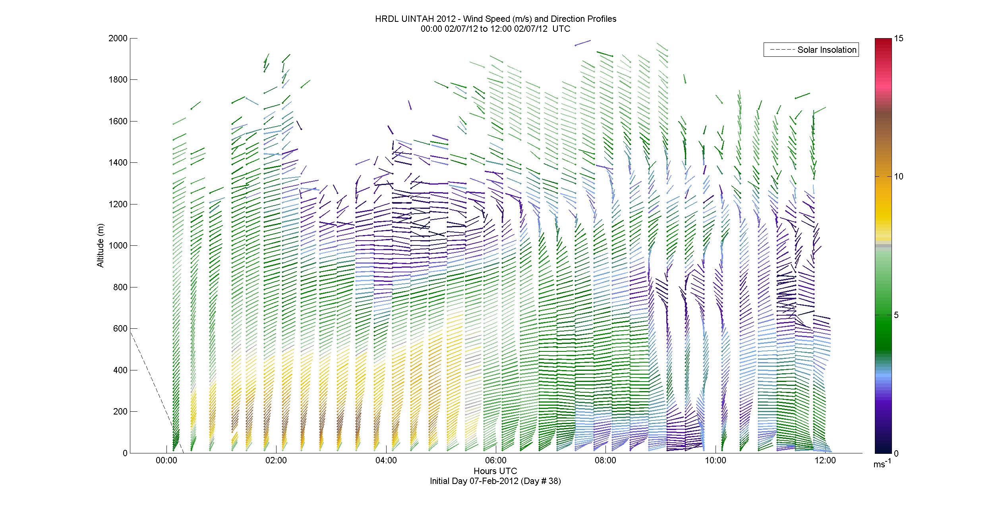 HRDL UINTAH 2012 - Wind Speed (m/s) and Direction Profiles
00:00 02/07/12 to 12:00 02/07/12  UTC
2000
1800
1600
1400
1200
1000
800
600
400
200
0
Altitude (m)
Solar Insolation
15
10
5
0
ms-1
00:00 02:00 04:00 06:00 08:00 10:00 12:00
Hours UTC
Initial Day 07-Feb-2012 (Day # 38)